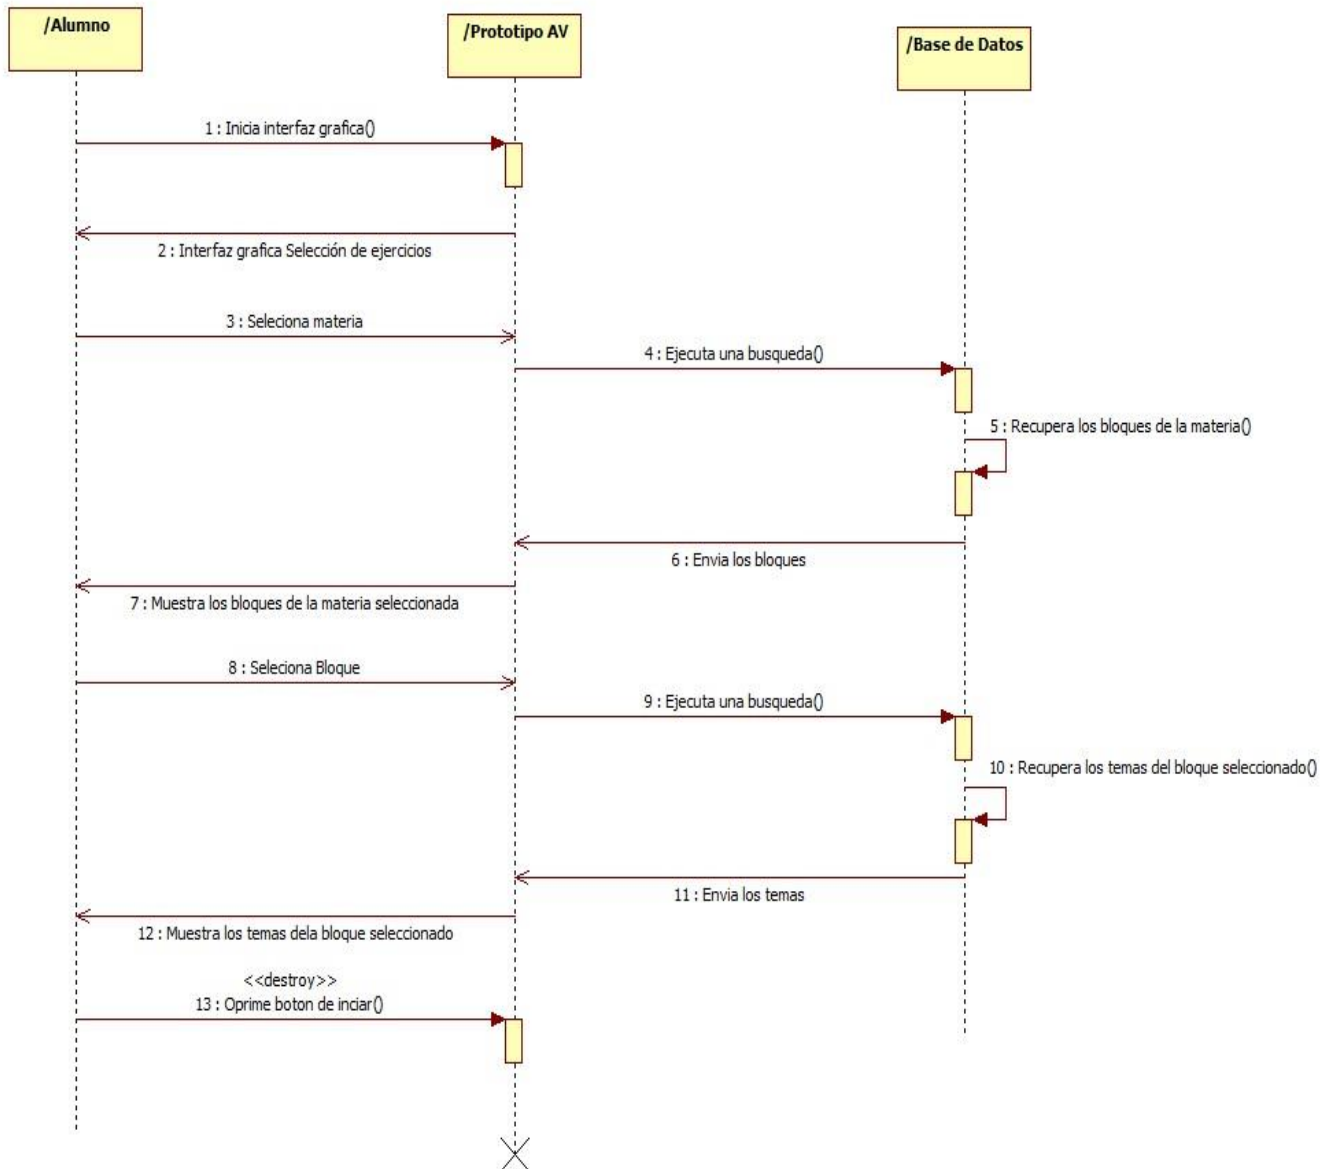 /Alumno
/Prototipo AV
/Base de Datos
1 : Inicia interfaz grafica()
2 : Interfaz grafica Selección de ejercicios
3 : Seleciona materia
4 : Ejecuta una busqueda()
5 : Recupera los bloques de la materia()
6 : Envia los bloques
7 : Muestra los bloques de la materia seleccionada
8 : Seleciona Bloque
9 : Ejecuta una busqueda()
10 : Recupera los temas del bloque seleccionado()
11 : Envia los temas
12 : Muestra los temas dela bloque seleccionado
<<destroy>>
13 : Oprime boton de inciar()